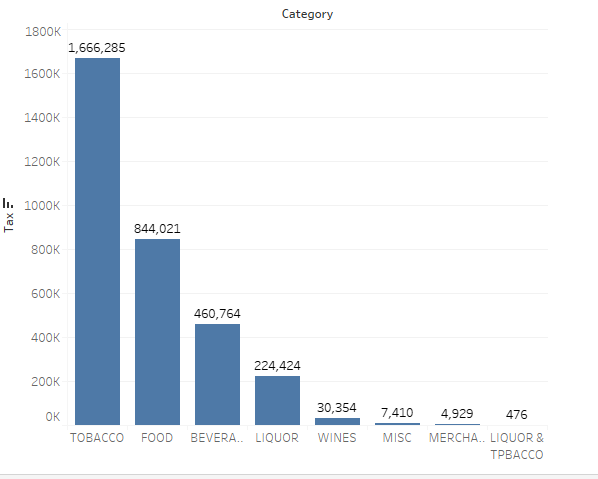 Category
1800K
1,666,285
1600K
1400K
1200K
1000K
844,021
800K
600K
460,764
400K
224,424
200K
30,354
7,410
4,929
476
0K
Tax
TOBACCO
FOOD
BEVERA..
LIQUOR
WINES
MISC
MERCHA..
LIQUOR &
TPBACCO